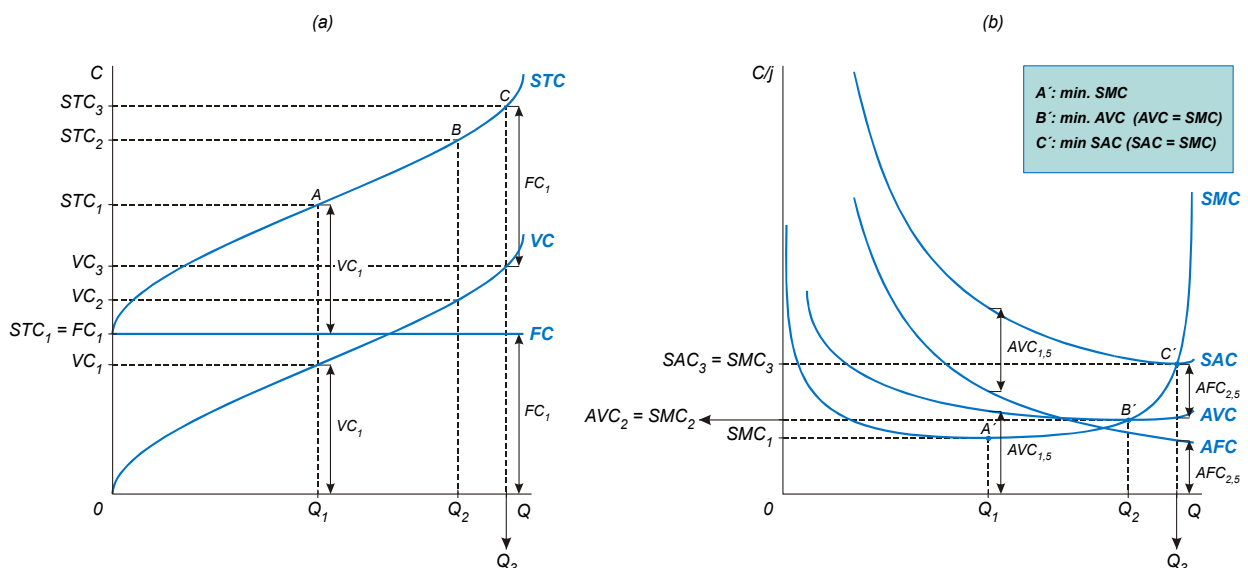 (a)
C
STC
STC₃
C
STC₂
B
FC₁
STC₁
A
VC
VC₃
VC₁
VC₂
STC₁ = FC₁
FC
VC₁
FC₁
VC₁
0
Q₁
Q₂
Q
Q₃
(b)
C/j
A´: min. SMC
B´: min. AVC (AVC = SMC)
C´: min SAC (SAC = SMC)
SMC
AVC₁,₅
C´
SAC₃ = SMC₃
SAC
AFC₂,₅
AVC₂ = SMC₂
B´
AVC
SMC₁
A´
AVC₁,₅
AFC
AFC₂,₅
0
Q₁
Q₂
Q
Q₃